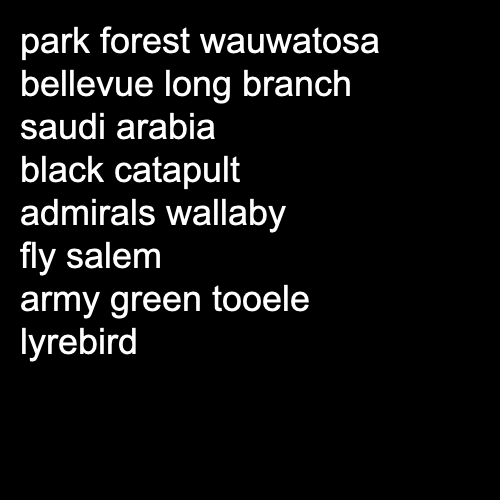 park forest wauwatosa
bellevue long branch
saudi arabia
black catapult
admirals wallaby
fly salem
army green tooele
lyrebird